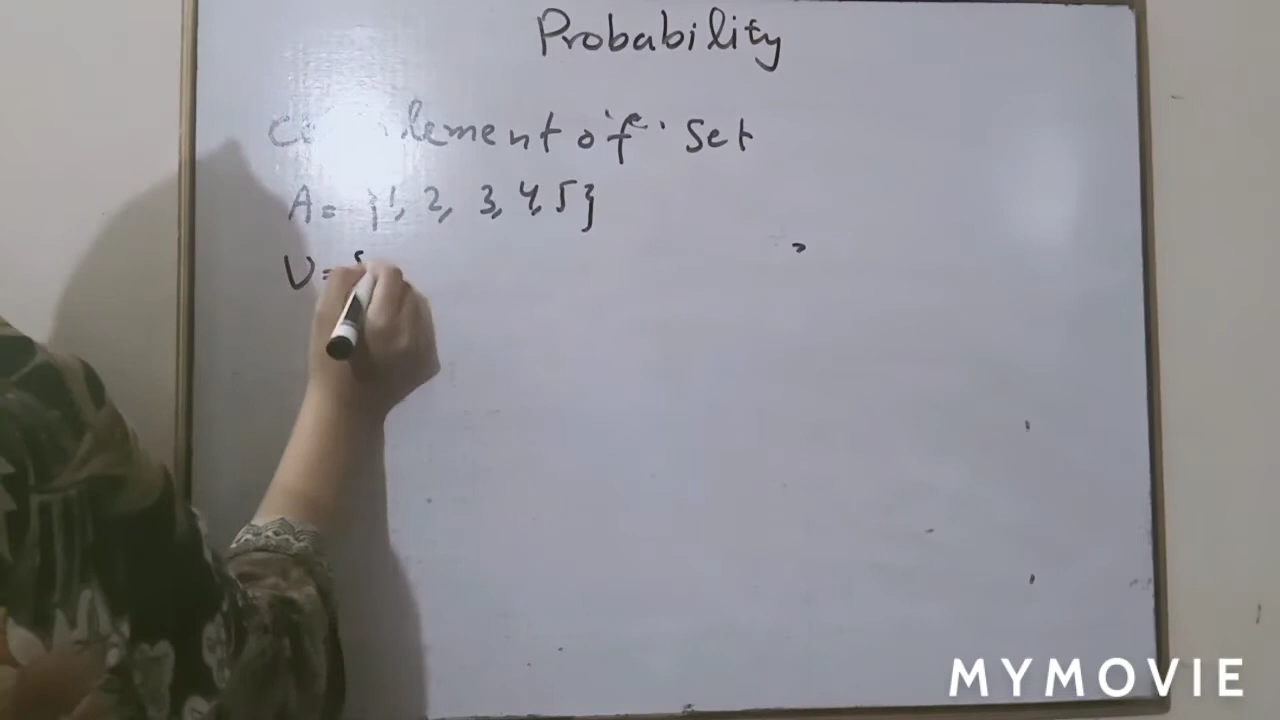 Probability
Complement of Set
A = {1, 2, 3, 4, 5}
U = {
MYMOVIE